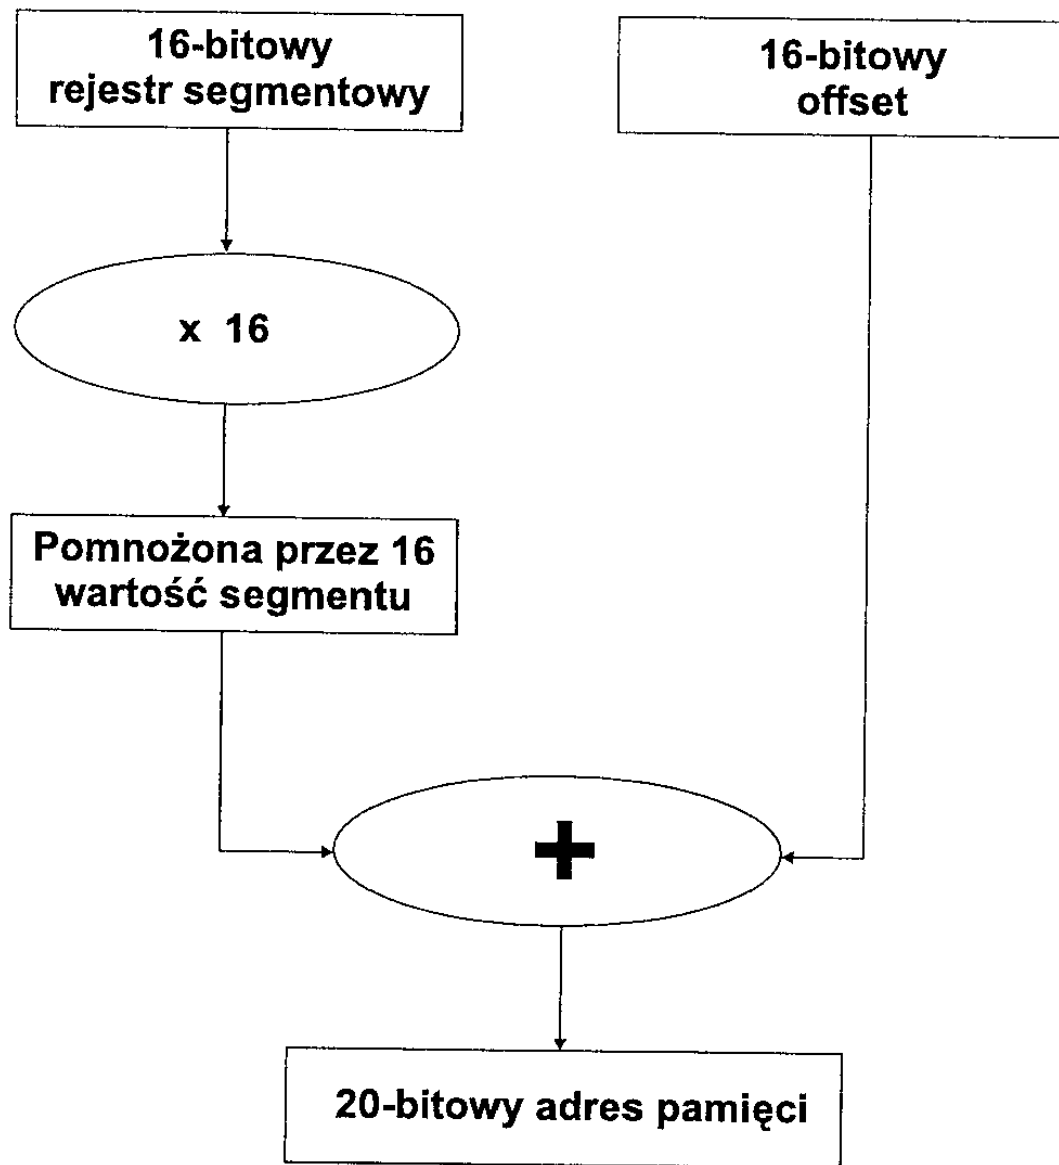 16-bitowy
rejestr segmentowy
16-bitowy
offset
x 16
Pomnożona przez 16
wartość segmentu
+
20-bitowy adres pamięci